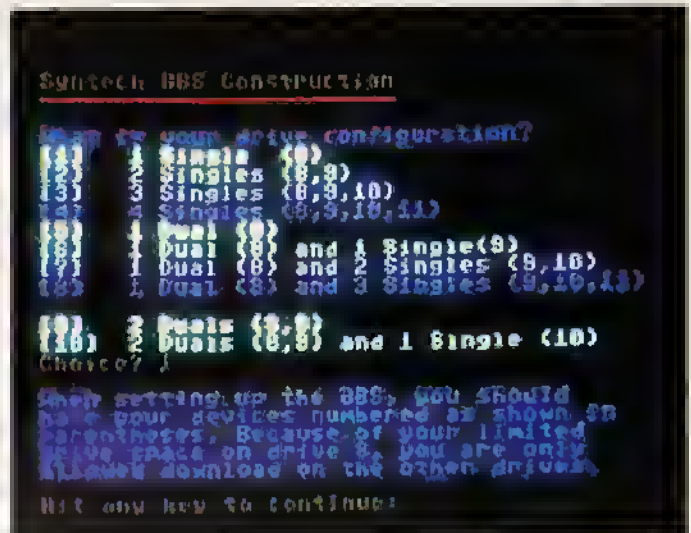 Syntech BBS Construction
What is your drive configuration?
(1) 1 Single (8)
(2) 2 Singles (8,9)
(3) 3 Singles (8,9,10)
(4) 4 Singles (8,9,10,11)
(5) 1 Dual (8)
(6) 1 Dual (8) and 1 Single(9)
(7) 1 Dual (8) and 2 Singles (9,10)
(8) 1 Dual (8) and 3 Singles (9,10,11)
(9) 2 Duals (8,9)
(10) 2 Duals (8,9) and 1 Single (10)
Choice? 1
When setting up the BBS, you should
have your devices numbered as shown in
parentheses. Because of your limited
drive space on drive 8, you are only
allowed download on the other drives.
Hit any key to continue: